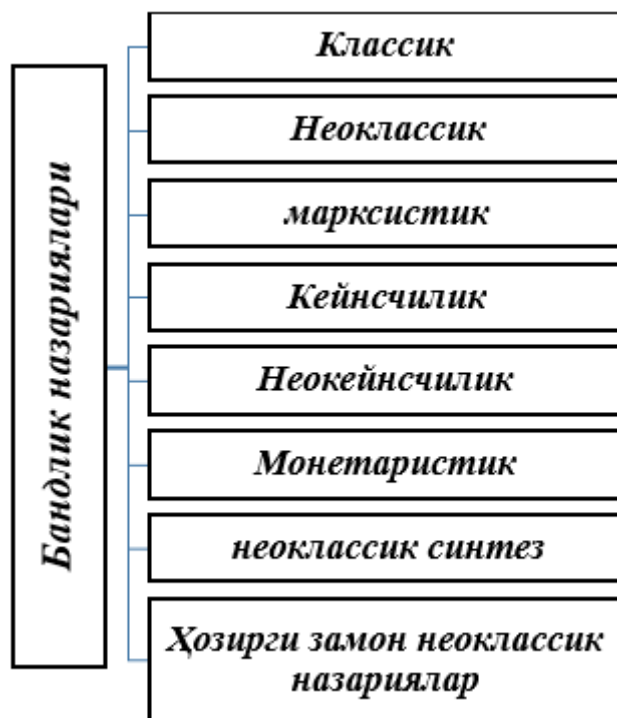 Бандлик назариялари
Классик
Неоклассик
марксистик
Кейнсчилик
Неокейнсчилик
Монетаристик
неоклассик синтез
Ҳозирги замон неоклассик
назариялар